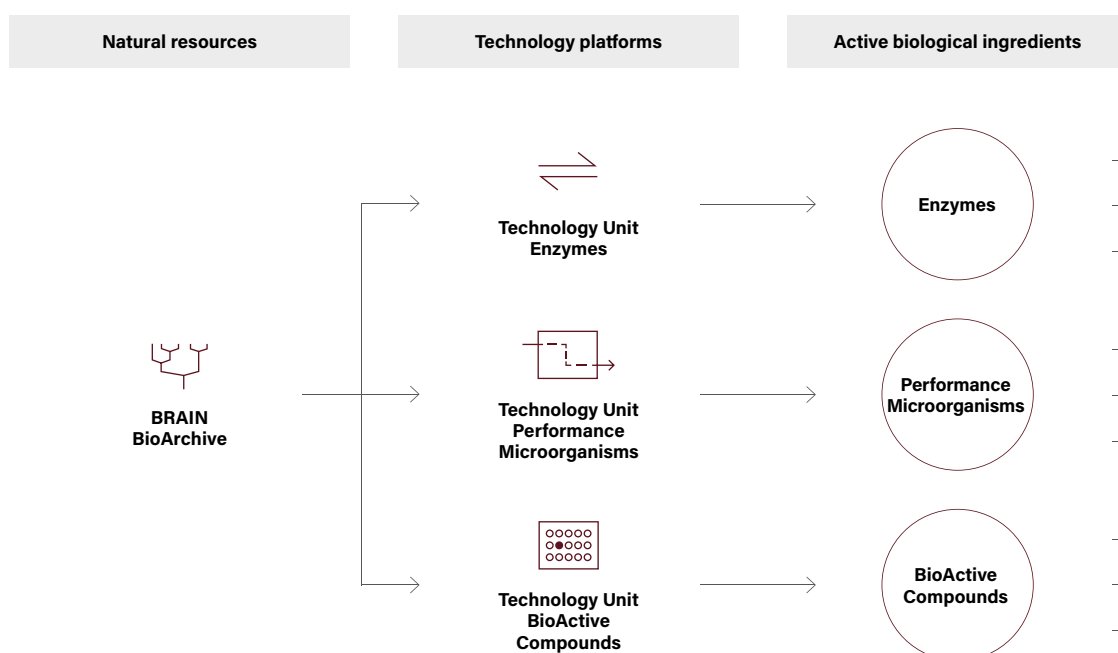 Natural resources
Technology platforms
Active biological ingredients
Technology Unit
Enzymes
Enzymes
BRAIN
BioArchive
Technology Unit
Performance
Microorganisms
Performance
Microorganisms
Technology Unit
BioActive
Compounds
BioActive
Compounds